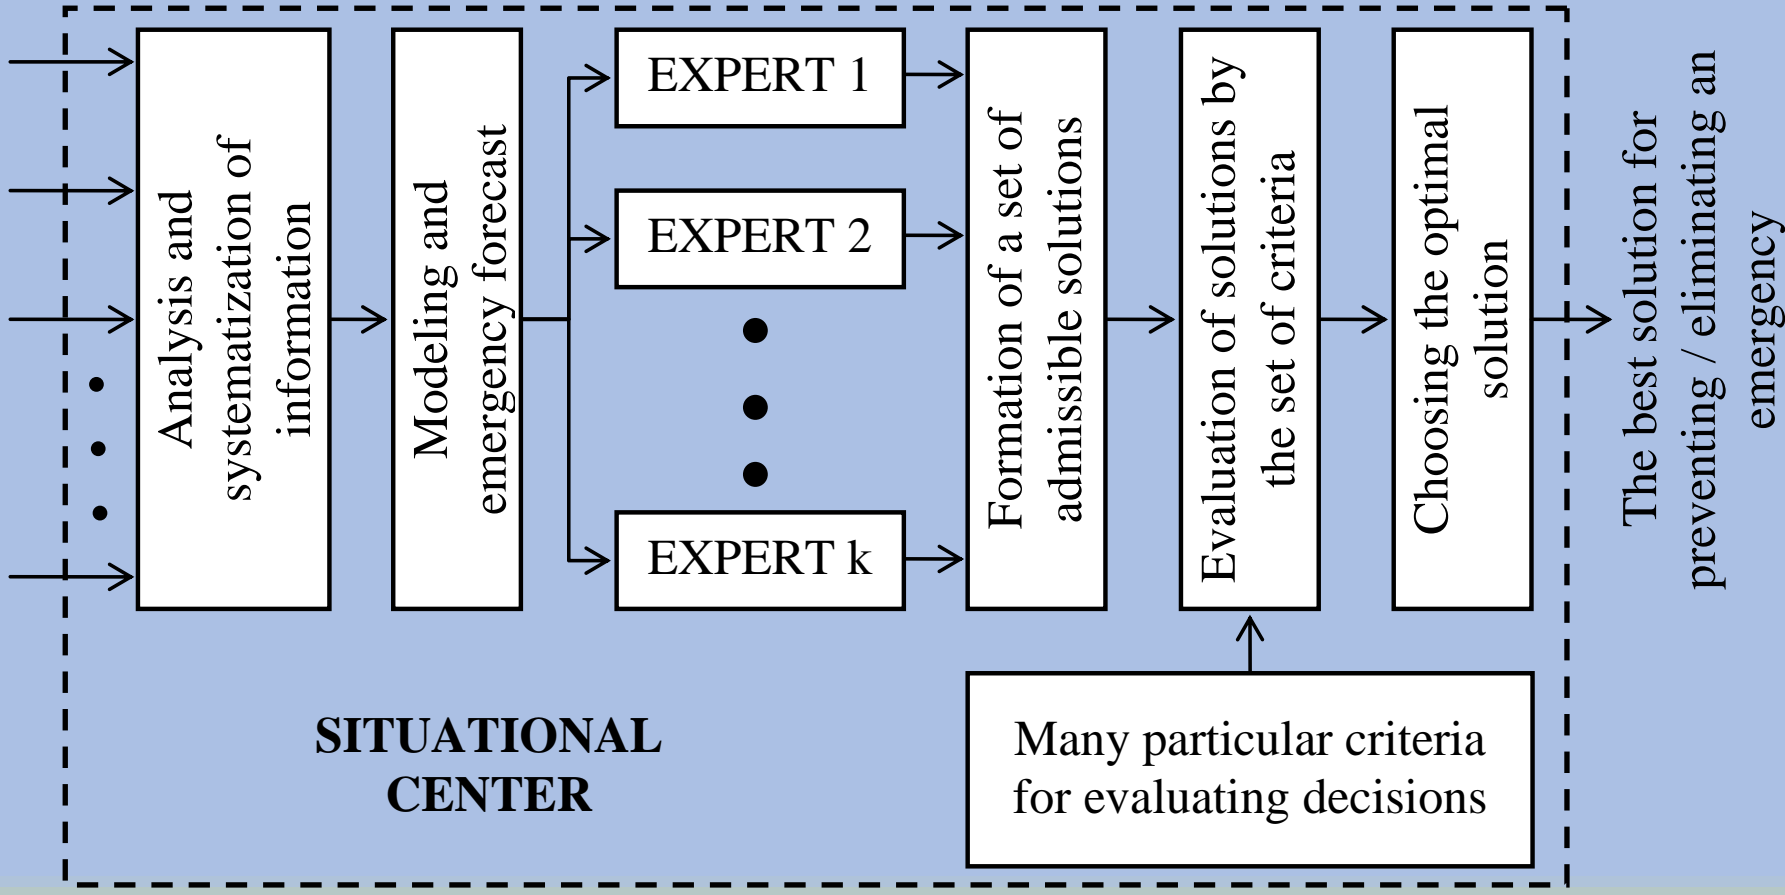 Analysis and
systematization of
information
Modeling and
emergency forecast
EXPERT 1
EXPERT 2
EXPERT k
Formation of a set of
admissible solutions
Evaluation of solutions by
the set of criteria
Choosing the optimal
solution
The best solution for
preventing / eliminating an
emergency
SITUATIONAL
CENTER
Many particular criteria
for evaluating decisions